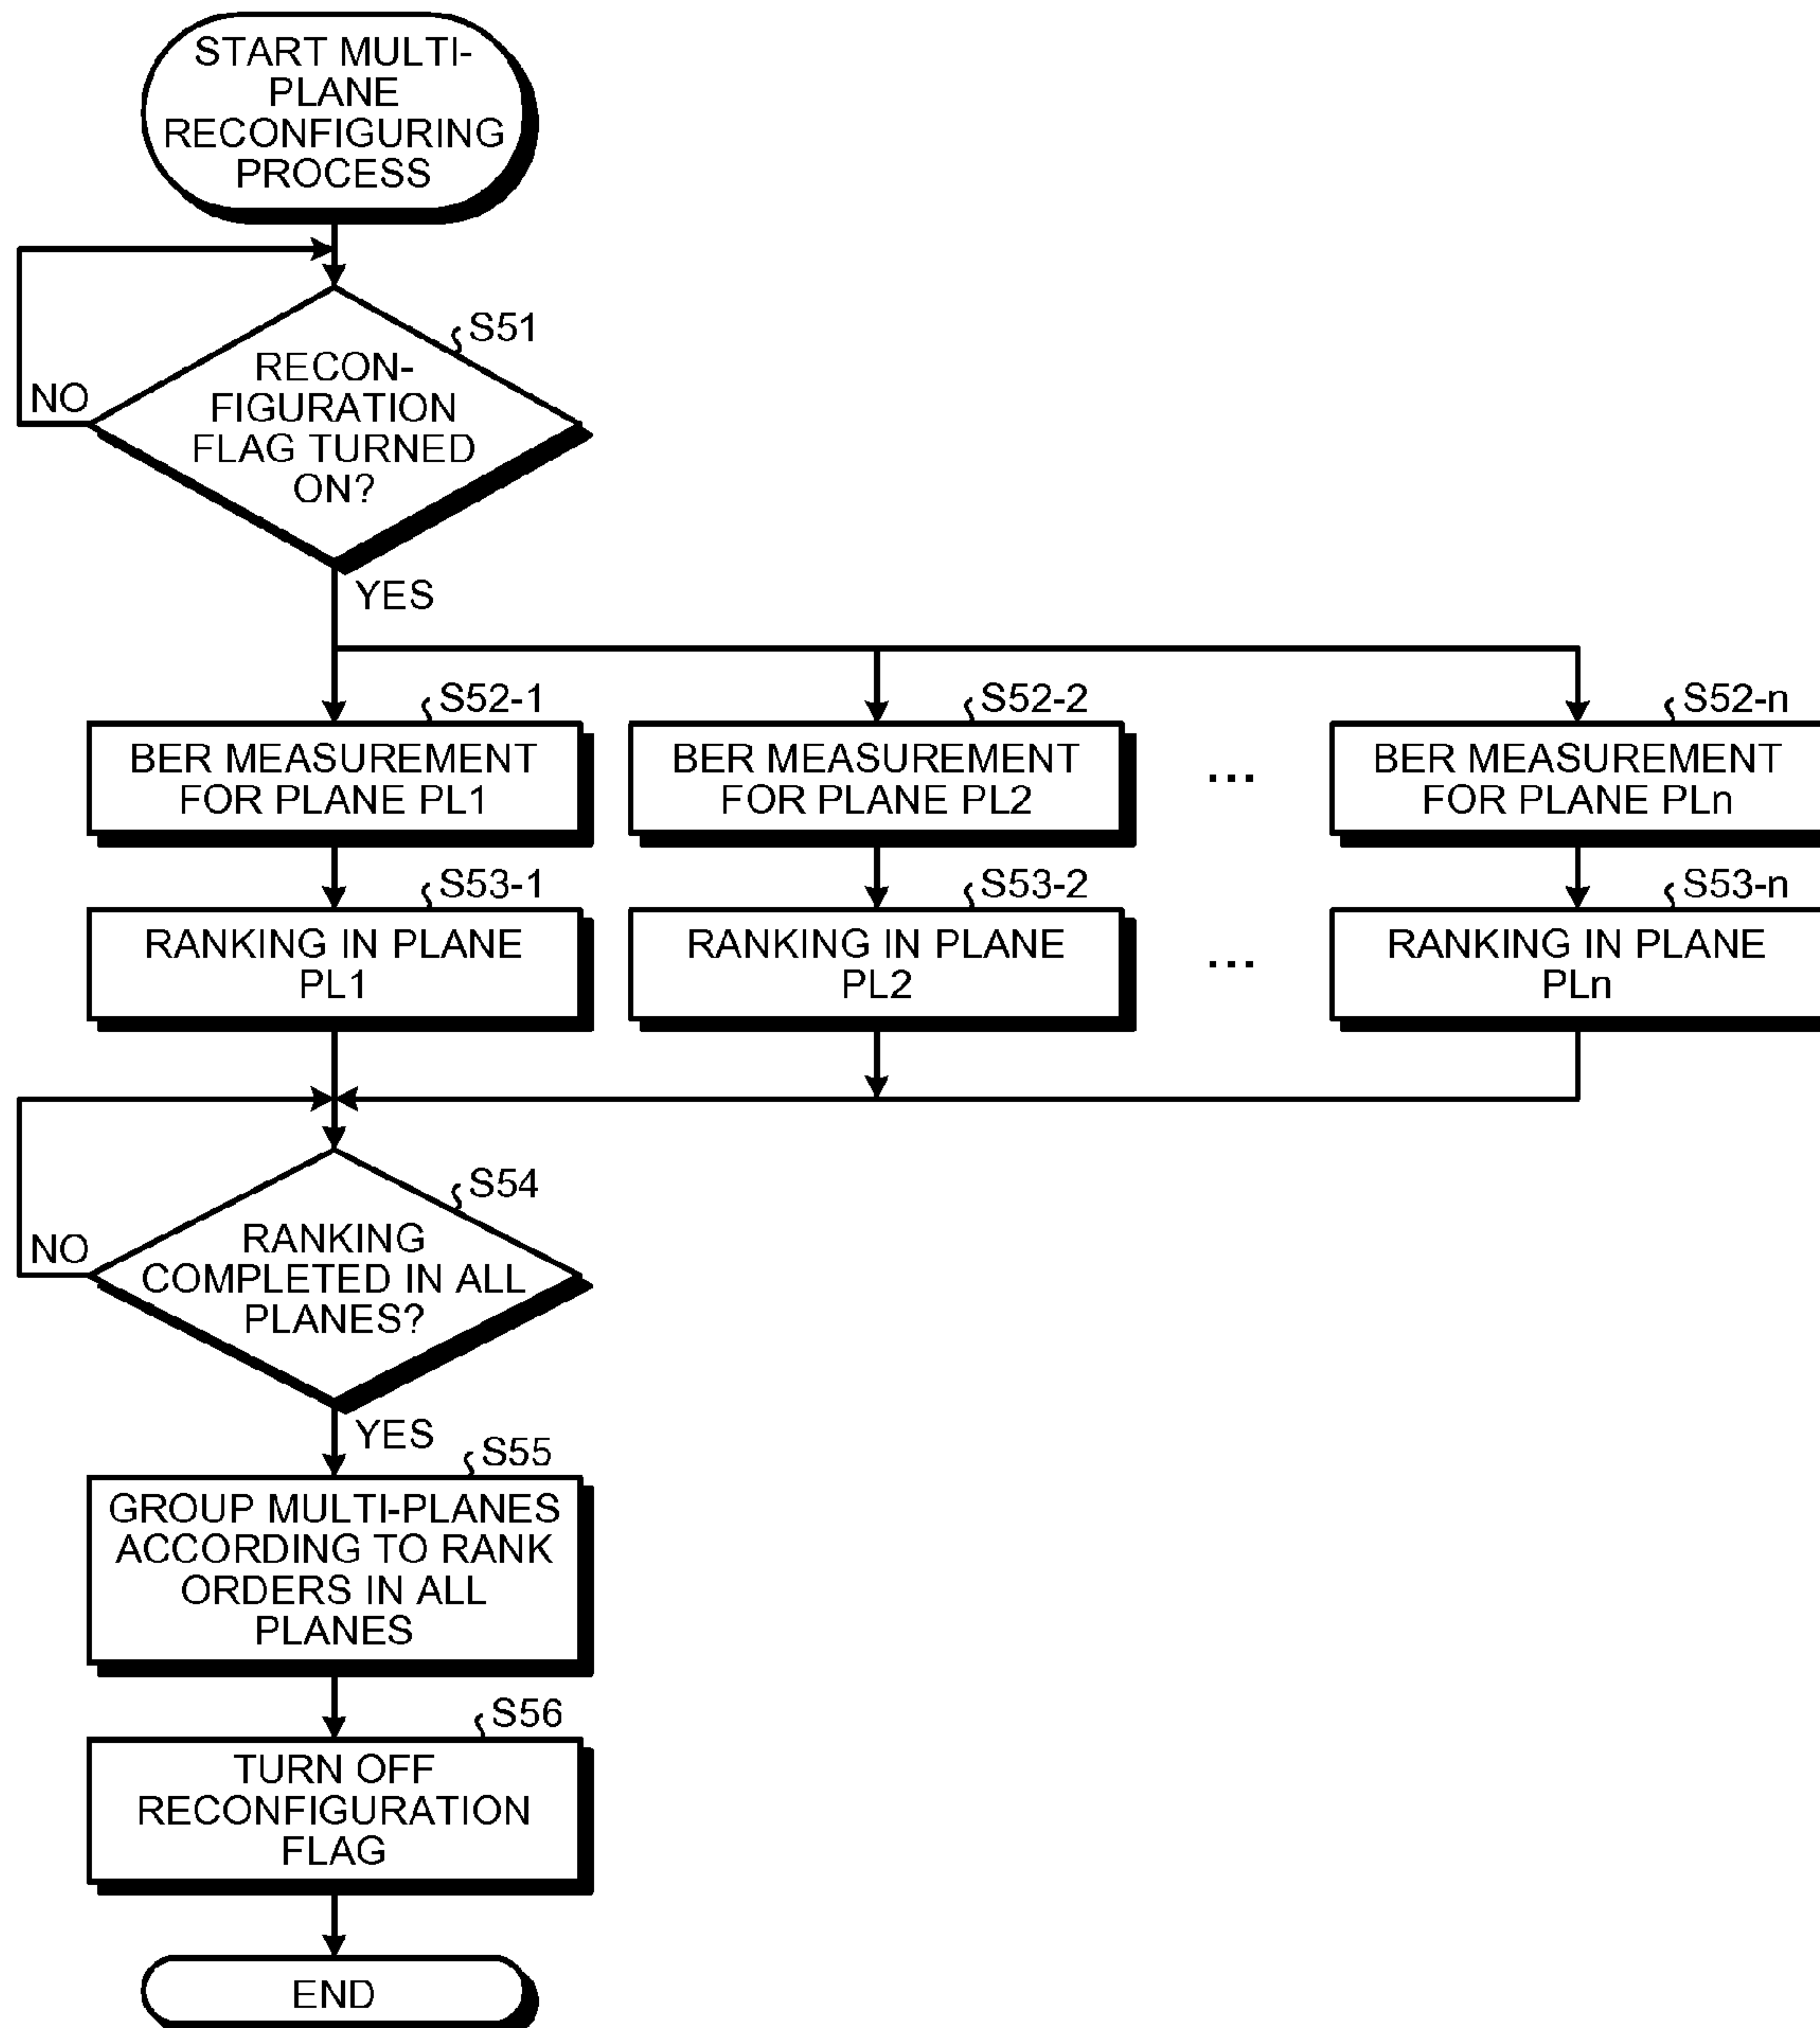 START MULTI-
PLANE
RECONFIGURING
PROCESS
S51
RECON-
FIGURATION
FLAG TURNED
ON?
NO
YES
S52-1
BER MEASUREMENT
FOR PLANE PL1
S52-2
BER MEASUREMENT
FOR PLANE PL2
...
S52-n
BER MEASUREMENT
FOR PLANE PLn
S53-1
RANKING IN PLANE
PL1
S53-2
RANKING IN PLANE
PL2
...
S53-n
RANKING IN PLANE
PLn
S54
RANKING
COMPLETED IN ALL
PLANES?
NO
YES
S55
GROUP MULTI-PLANES
ACCORDING TO RANK
ORDERS IN ALL
PLANES
S56
TURN OFF
RECONFIGURATION
FLAG
END